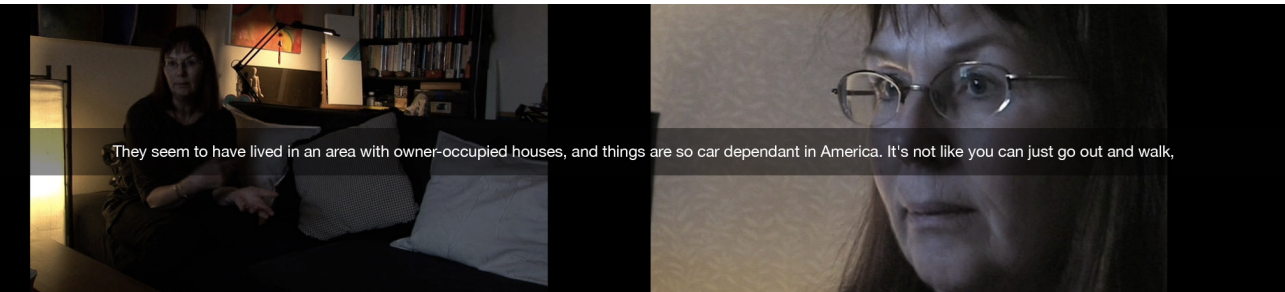 They seem to have lived in an area with owner-occupied houses, and things are so car dependant in America. It's not like you can just go out and walk,